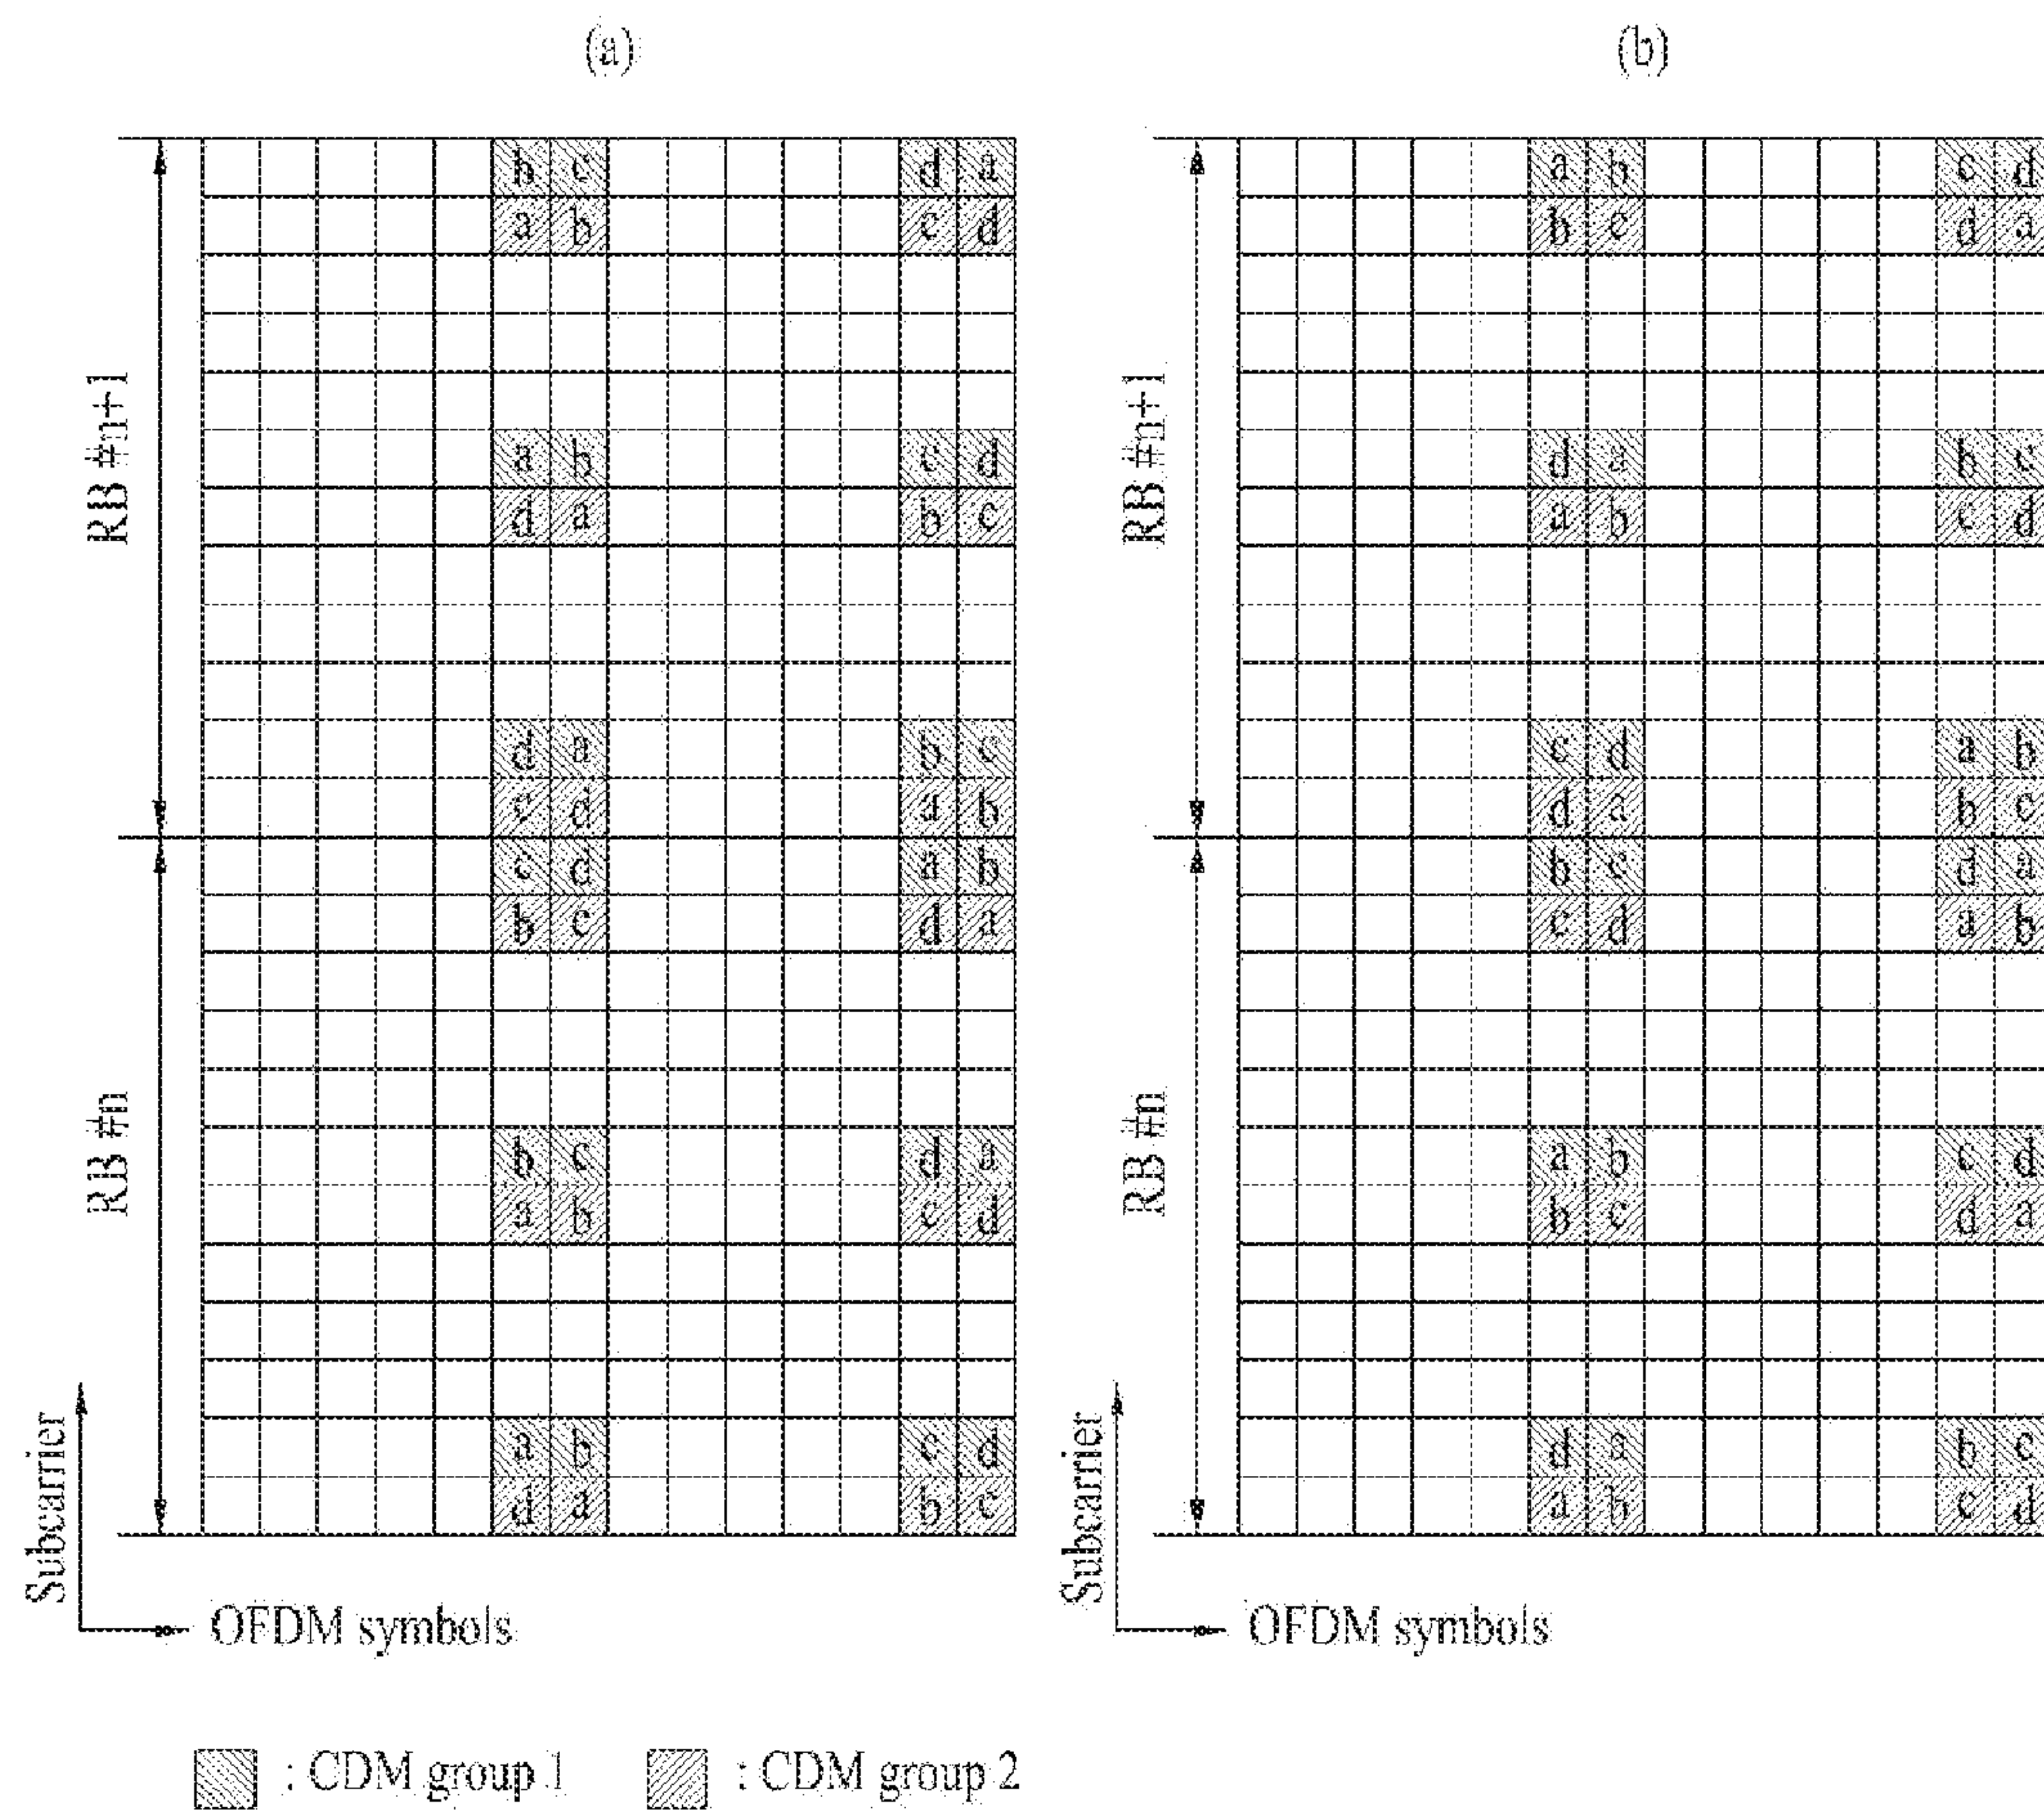 (a) (b)
b c d a a b c d
a b c d b c d a
RB #n+1 RB #n+1
a b c d d a b c
d a b c a b c d
d a b c c d a b
c d a b d a b c
c d a b b c d a
b c d a c d a b
RB #n RB #n
b c d a a b c d
a b c d b c d a
a b c d d a b c
d a b c a b c d
Subcarrier Subcarrier
OFDM symbols OFDM symbols
: CDM group 1 : CDM group 2